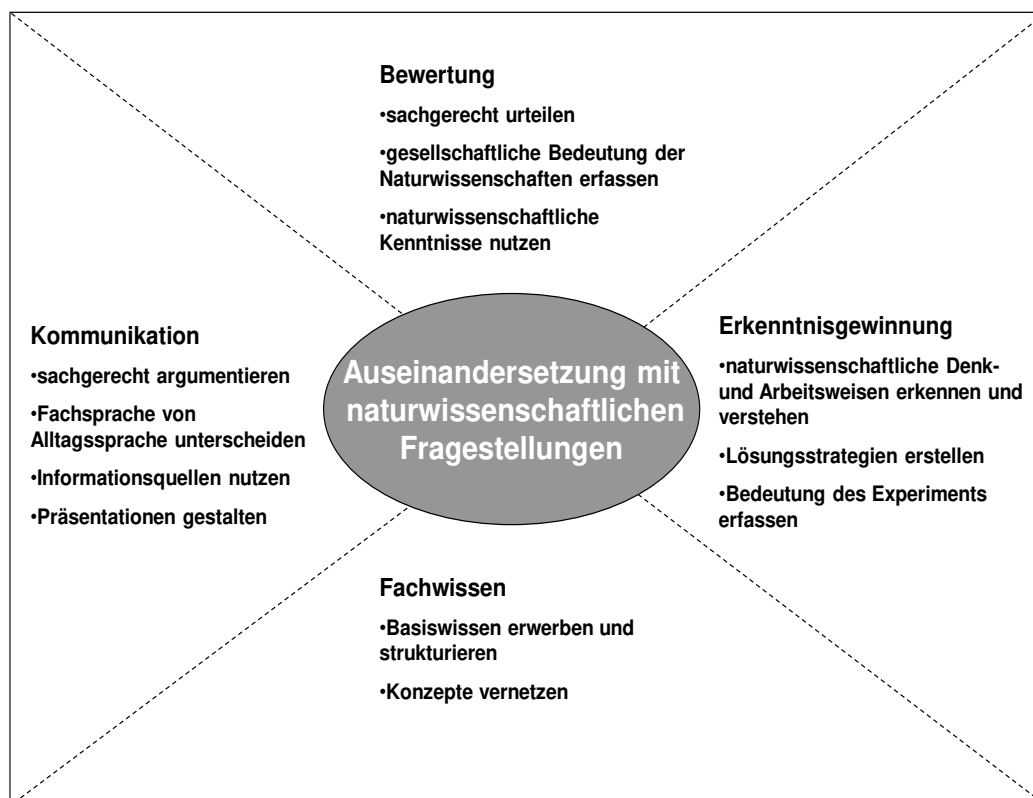 Bewertung
•sachgerecht urteilen
•gesellschaftliche Bedeutung der
Naturwissenschaften erfassen
•naturwissenschaftliche
Kenntnisse nutzen
Kommunikation
•sachgerecht argumentieren
•Fachsprache von
Alltagssprache unterscheiden
•Informationsquellen nutzen
•Präsentationen gestalten
Auseinandersetzung mit
naturwissenschaftlichen
Fragestellungen
Erkenntnisgewinnung
•naturwissenschaftliche Denk-
und Arbeitsweisen erkennen und
verstehen
•Lösungsstrategien erstellen
•Bedeutung des Experiments
erfassen
Fachwissen
•Basiswissen erwerben und
strukturieren
•Konzepte vernetzen